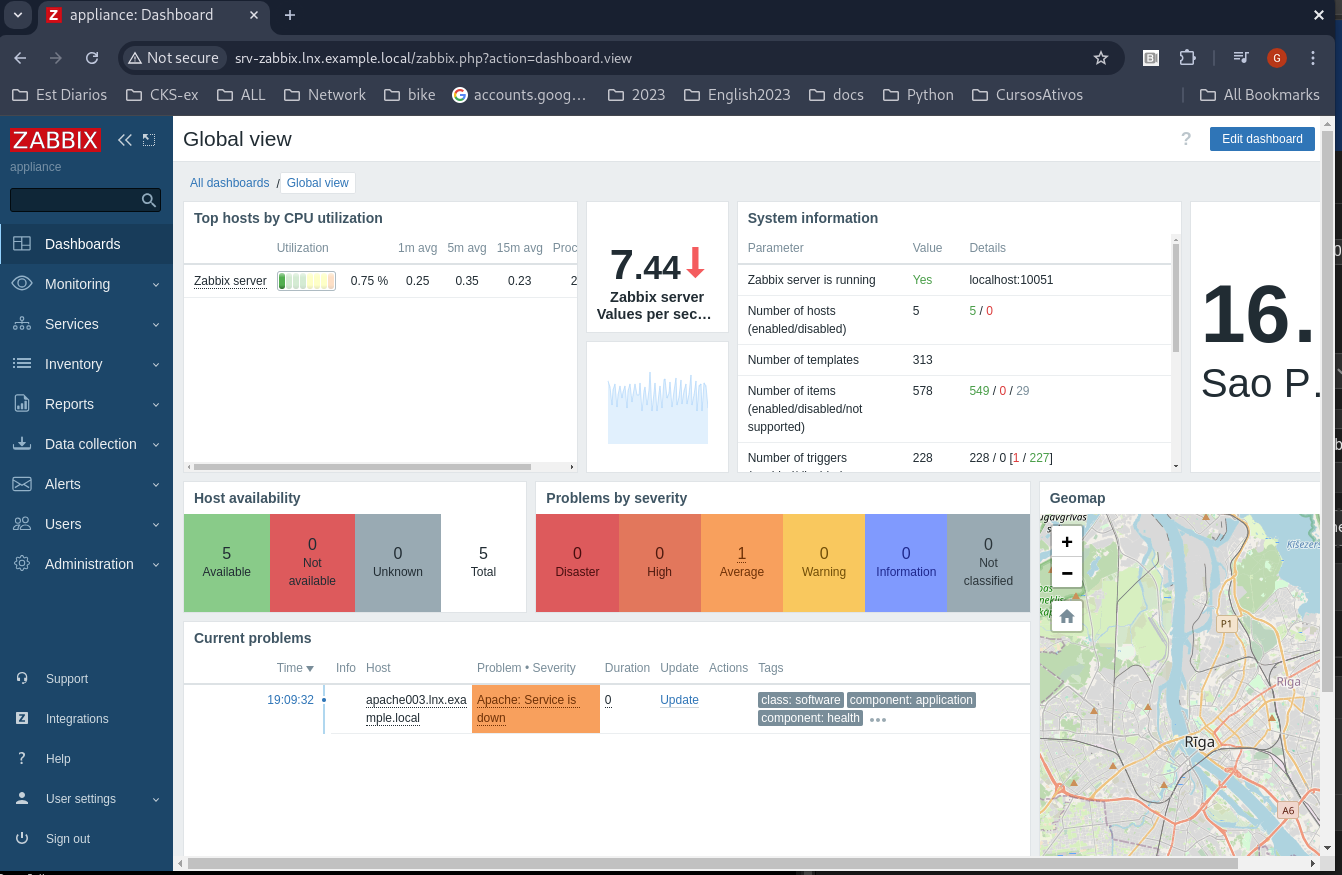 appliance: Dashboard
Not secure
srv-zabbix.lnx.example.local/zabbix.php?action=dashboard.view
G
Est Diarios
CKS-ex
ALL
Network
bike
accounts.goog…
2023
English2023
docs
Python
CursosAtivos
All Bookmarks
ZABBIX
appliance
Dashboards
Monitoring
Services
Inventory
Reports
Data collection
Alerts
Users
Administration
Support
Integrations
Help
User settings
Sign out
Global view
?
Edit dashboard
All dashboards / Global view
Top hosts by CPU utilization
Utilization 1m avg 5m avg 15m avg Proc
Zabbix server 0.75 % 0.25 0.35 0.23 2
7.44
Zabbix server
Values per sec…
System information
Parameter Value Details
Zabbix server is running Yes localhost:10051
Number of hosts (enabled/disabled) 5 5 / 0
Number of templates 313
Number of items (enabled/disabled/not supported) 578 549 / 0 / 29
Number of triggers 228 228 / 0 [1 / 227]
16.
Sao P…
Host availability
5 Available
0 Not available
0 Unknown
5 Total
Problems by severity
0 Disaster
0 High
1 Average
0 Warning
0 Information
0 Not classified
Geomap
+
−
Ķīšezers
P1
Rīga
Rīga
A6
Current problems
Time Info Host Problem • Severity Duration Update Actions Tags
19:09:32 apache003.lnx.example.local Apache: Service is down 0 Update class: software component: application
component: health